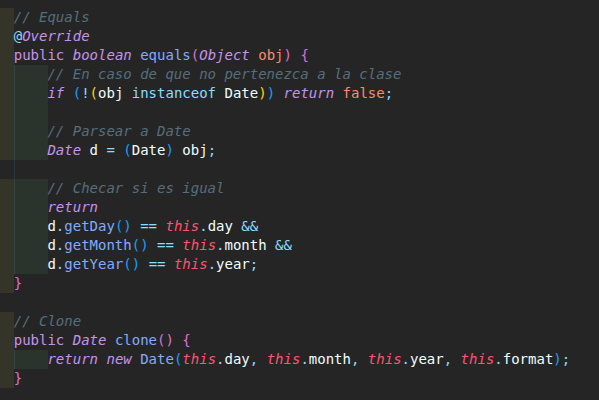 // Equals
@Override
public boolean equals(Object obj) {
    // En caso de que no pertenezca a la clase
    if (!(obj instanceof Date)) return false;

    // Parsear a Date
    Date d = (Date) obj;

    // Checar si es igual
    return
    d.getDay() == this.day &&
    d.getMonth() == this.month &&
    d.getYear() == this.year;
}

// Clone
public Date clone() {
    return new Date(this.day, this.month, this.year, this.format);
}